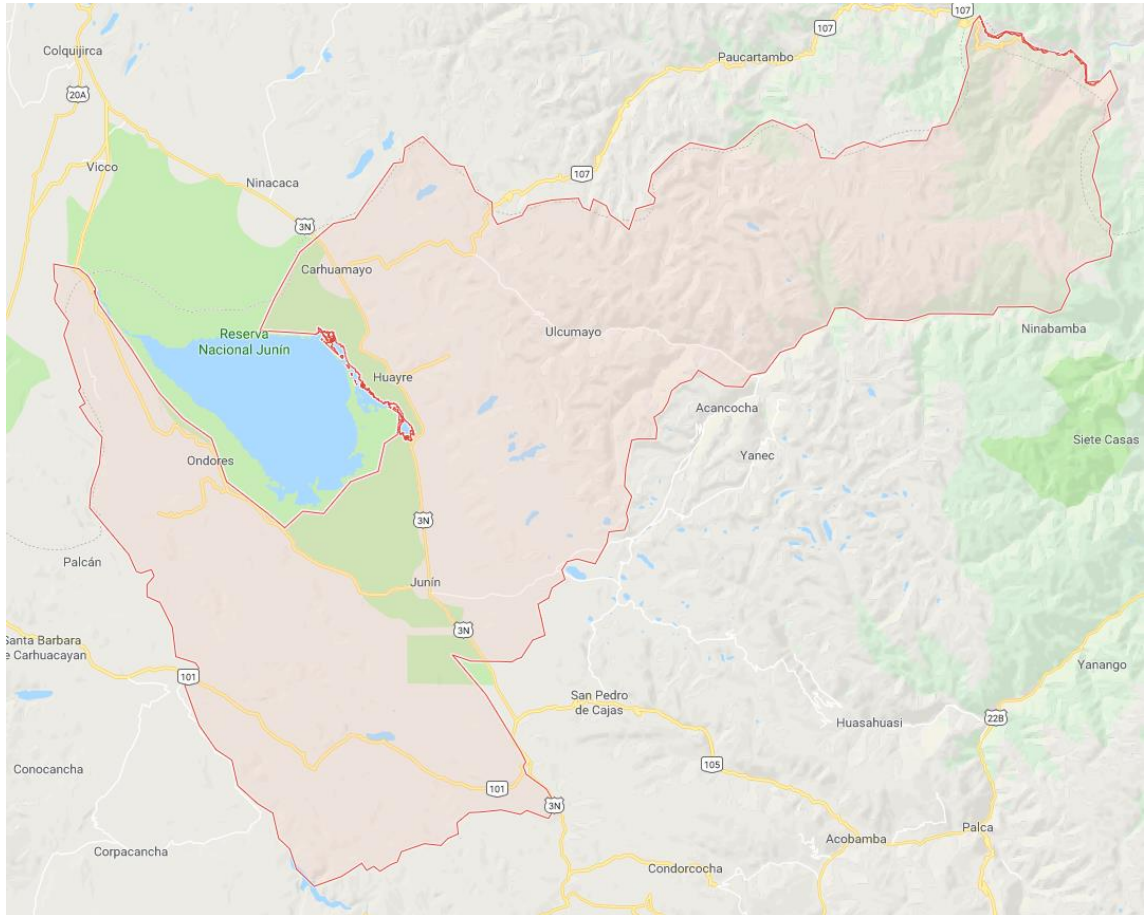 107
107
Colquijirca
Paucartambo
20A
Vicco
107
Ninacaca
3N
Carhuamayo
Reserva
Nacional Junín
Ulcumayo
Ninabamba
Huayre
Acancocha
Siete Casas
Yanec
Ondores
3N
Palcán
Junín
3N
Santa Barbara
e Carhuacayan
101
Yanango
San Pedro
de Cajas
Huasahuasi
22B
Conocancha
105
101
3N
Acobamba
Palca
Corpacancha
Condorcocha